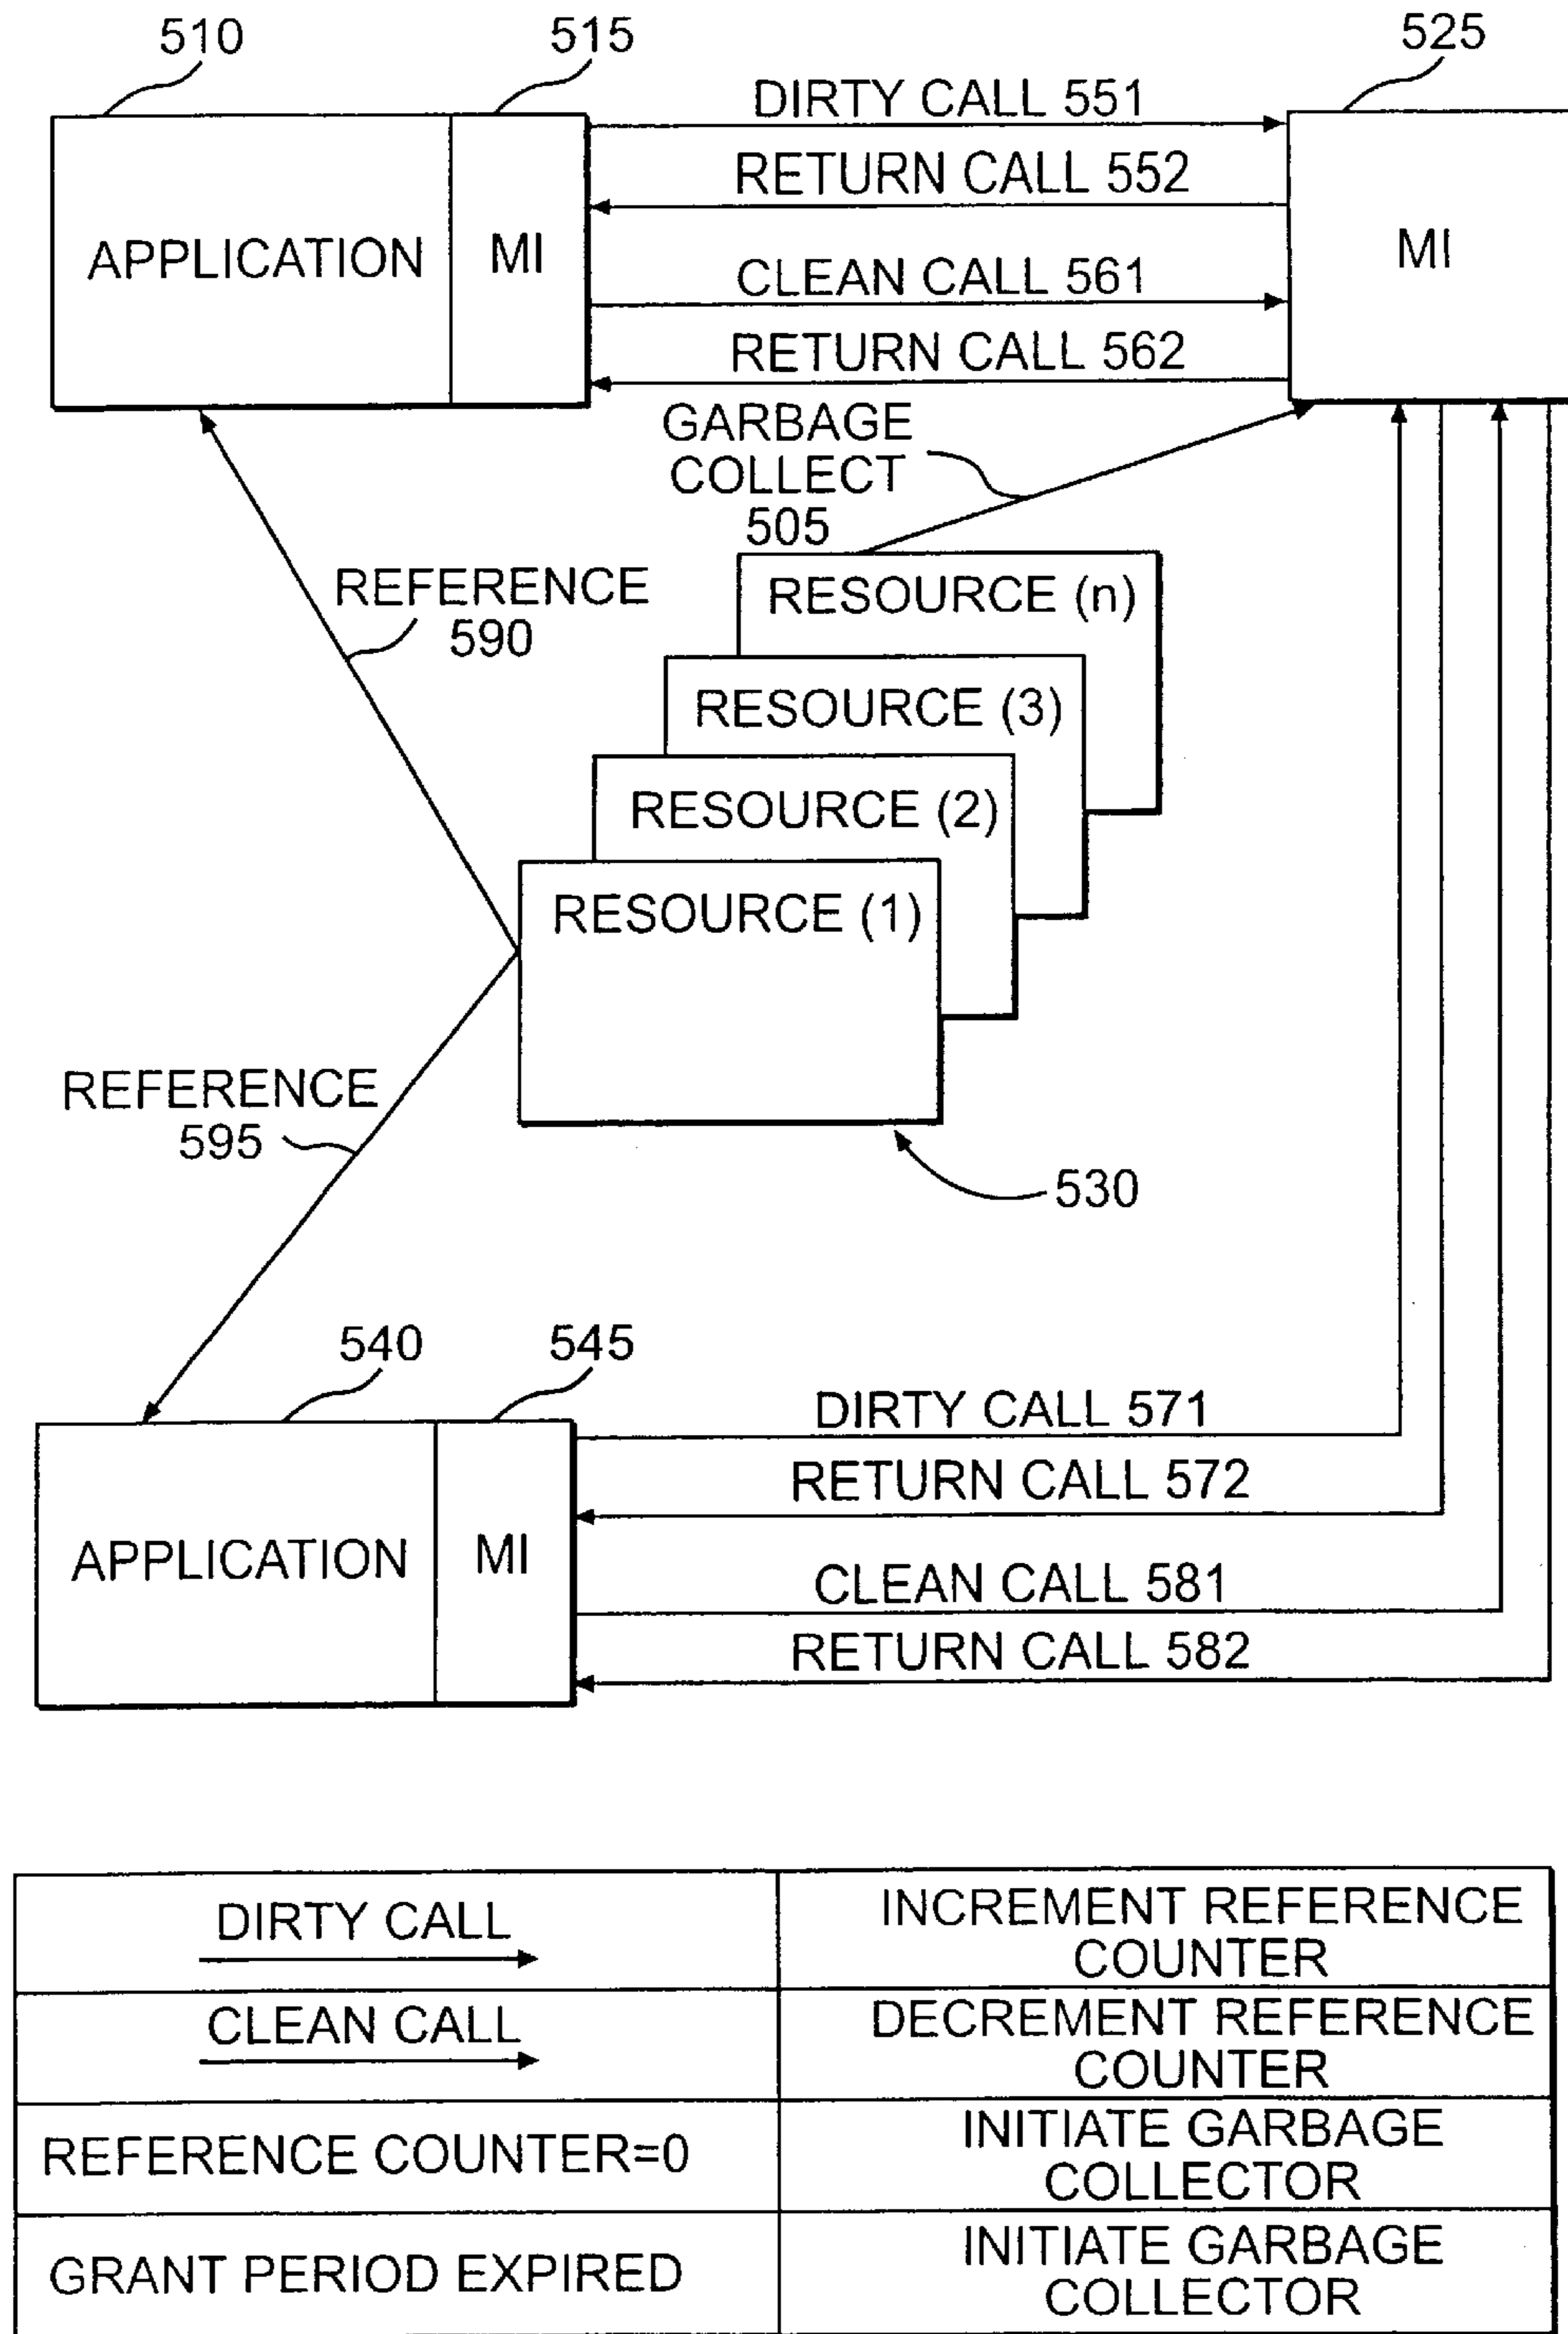 510
515
525
DIRTY CALL 551
RETURN CALL 552
APPLICATION
MI
MI
CLEAN CALL 561
RETURN CALL 562
GARBAGE
COLLECT
505
REFERENCE
590
RESOURCE (n)
RESOURCE (3)
RESOURCE (2)
RESOURCE (1)
REFERENCE
595
530
540
545
DIRTY CALL 571
RETURN CALL 572
APPLICATION
MI
CLEAN CALL 581
RETURN CALL 582
DIRTY CALL
INCREMENT REFERENCE
COUNTER
CLEAN CALL
DECREMENT REFERENCE
COUNTER
REFERENCE COUNTER=0
INITIATE GARBAGE
COLLECTOR
GRANT PERIOD EXPIRED
INITIATE GARBAGE
COLLECTOR